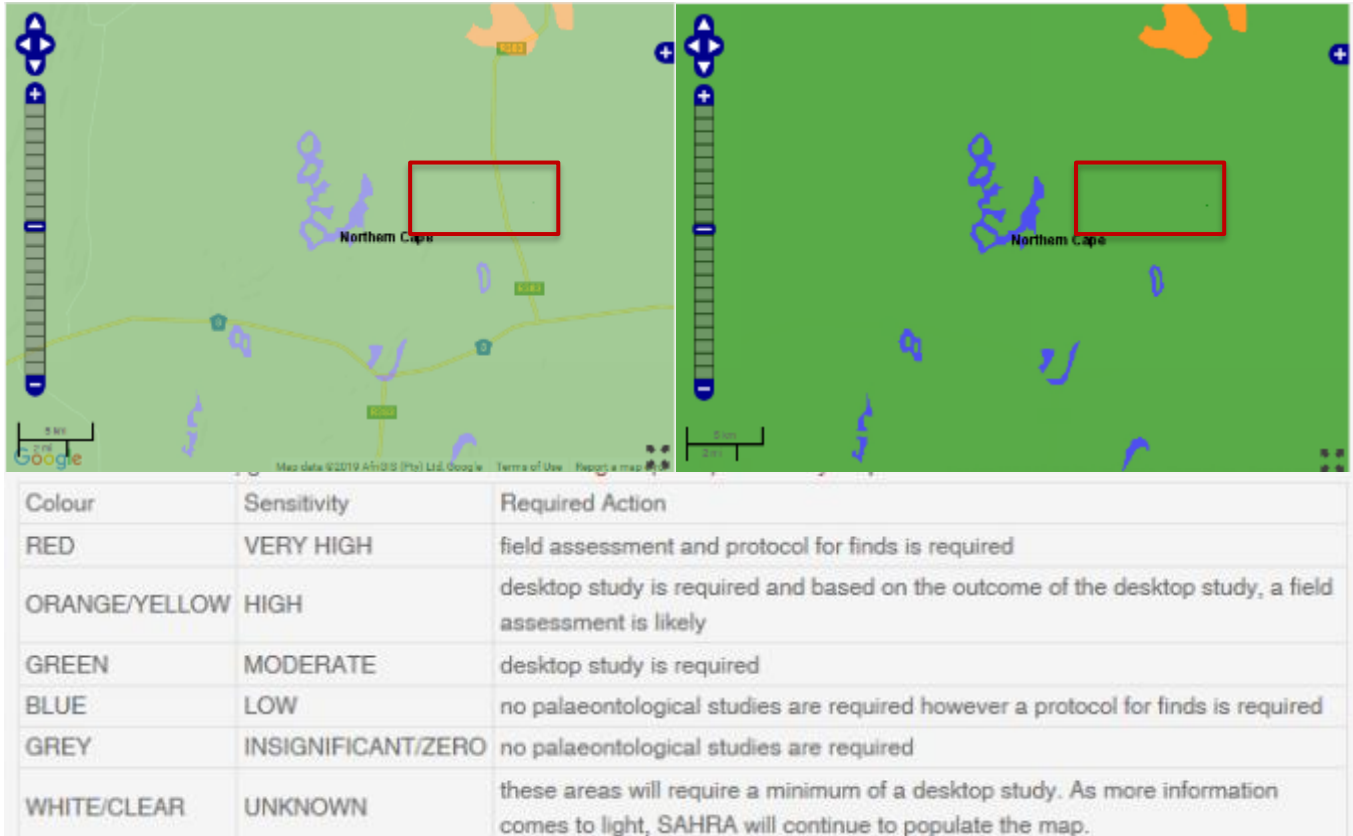 R383
Northern Cape
R383
R383
5 km
2 mi
Google
Map data ©2019 AfriGIS (Pty) Ltd, Google Terms of Use Report a map
Northern Cape
5 km
2 mi
Colour Sensitivity Required Action
RED VERY HIGH field assessment and protocol for finds is required
ORANGE/YELLOW HIGH desktop study is required and based on the outcome of the desktop study, a field
assessment is likely
GREEN MODERATE desktop study is required
BLUE LOW no palaeontological studies are required however a protocol for finds is required
GREY INSIGNIFICANT/ZERO no palaeontological studies are required
WHITE/CLEAR UNKNOWN these areas will require a minimum of a desktop study. As more information
comes to light, SAHRA will continue to populate the map.